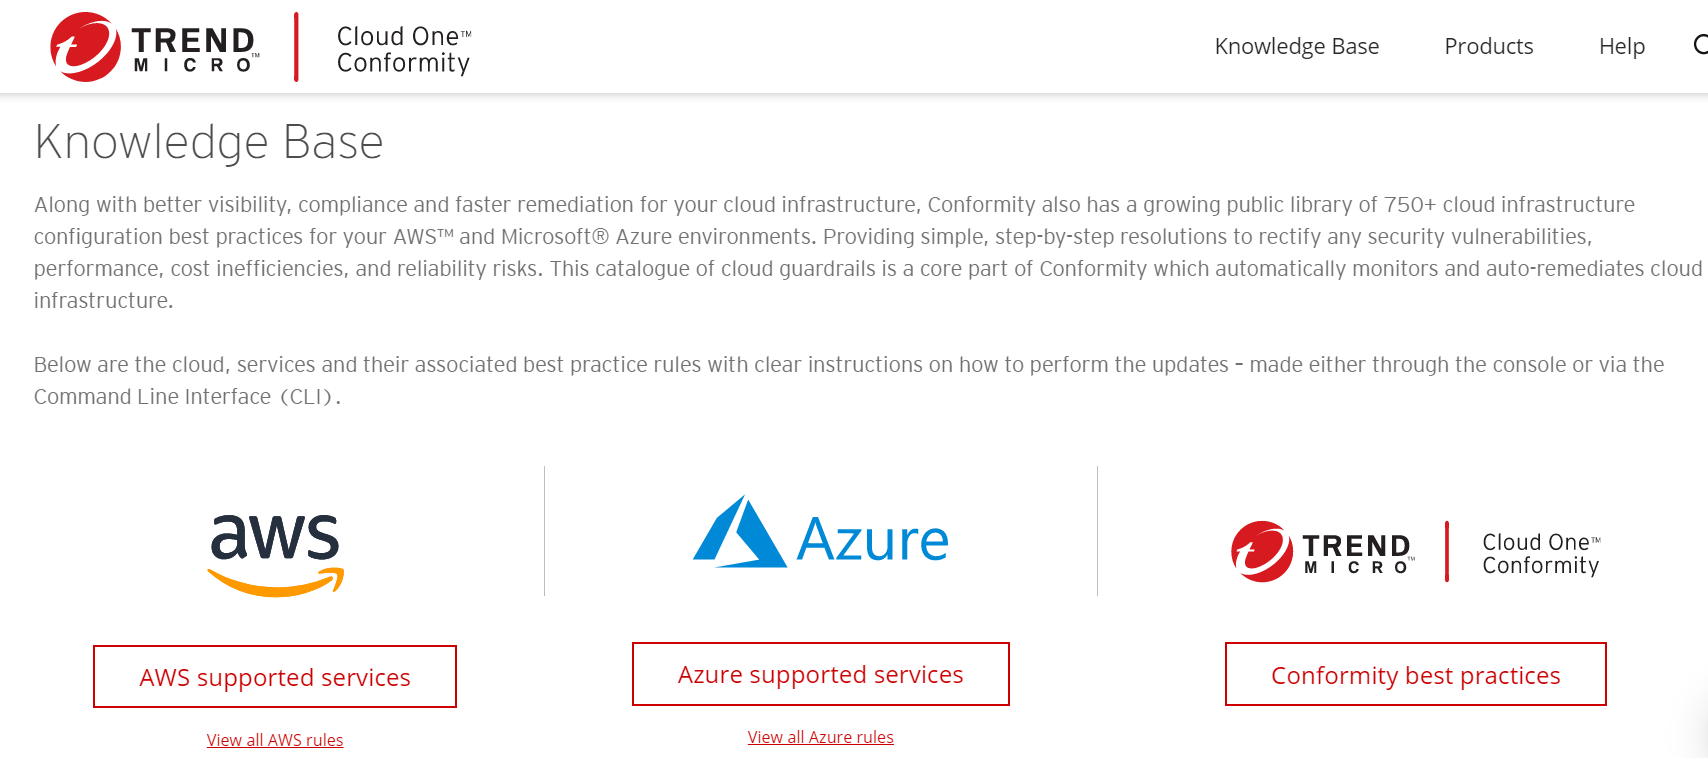 TREND MICRO™ Cloud One™ Conformity
Knowledge Base Products Help
Knowledge Base
Along with better visibility, compliance and faster remediation for your cloud infrastructure, Conformity also has a growing public library of 750+ cloud infrastructure
configuration best practices for your AWS™ and Microsoft® Azure environments. Providing simple, step-by-step resolutions to rectify any security vulnerabilities,
performance, cost inefficiencies, and reliability risks. This catalogue of cloud guardrails is a core part of Conformity which automatically monitors and auto-remediates cloud
infrastructure.
Below are the cloud, services and their associated best practice rules with clear instructions on how to perform the updates – made either through the console or via the
Command Line Interface (CLI).
aws
Azure
TREND MICRO™ Cloud One™ Conformity
AWS supported services
Azure supported services
Conformity best practices
View all AWS rules
View all Azure rules